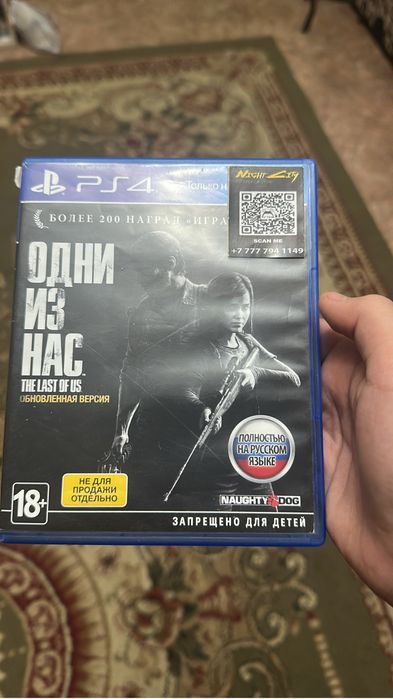 PS4
Только н
NIGHT CITY
SCAN ME
+7 777 794 1149
БОЛЕЕ 200 НАГРАД «ИГРА
ОДНИ
ИЗ
НАС
THE LAST OF US
ОБНОВЛЕННАЯ ВЕРСИЯ
ПОЛНОСТЬЮ
НА РУССКОМ
ЯЗЫКЕ
НЕ ДЛЯ
ПРОДАЖИ
ОТДЕЛЬНО
18+
NAUGHTY DOG
ЗАПРЕЩЕНО ДЛЯ ДЕТЕЙ